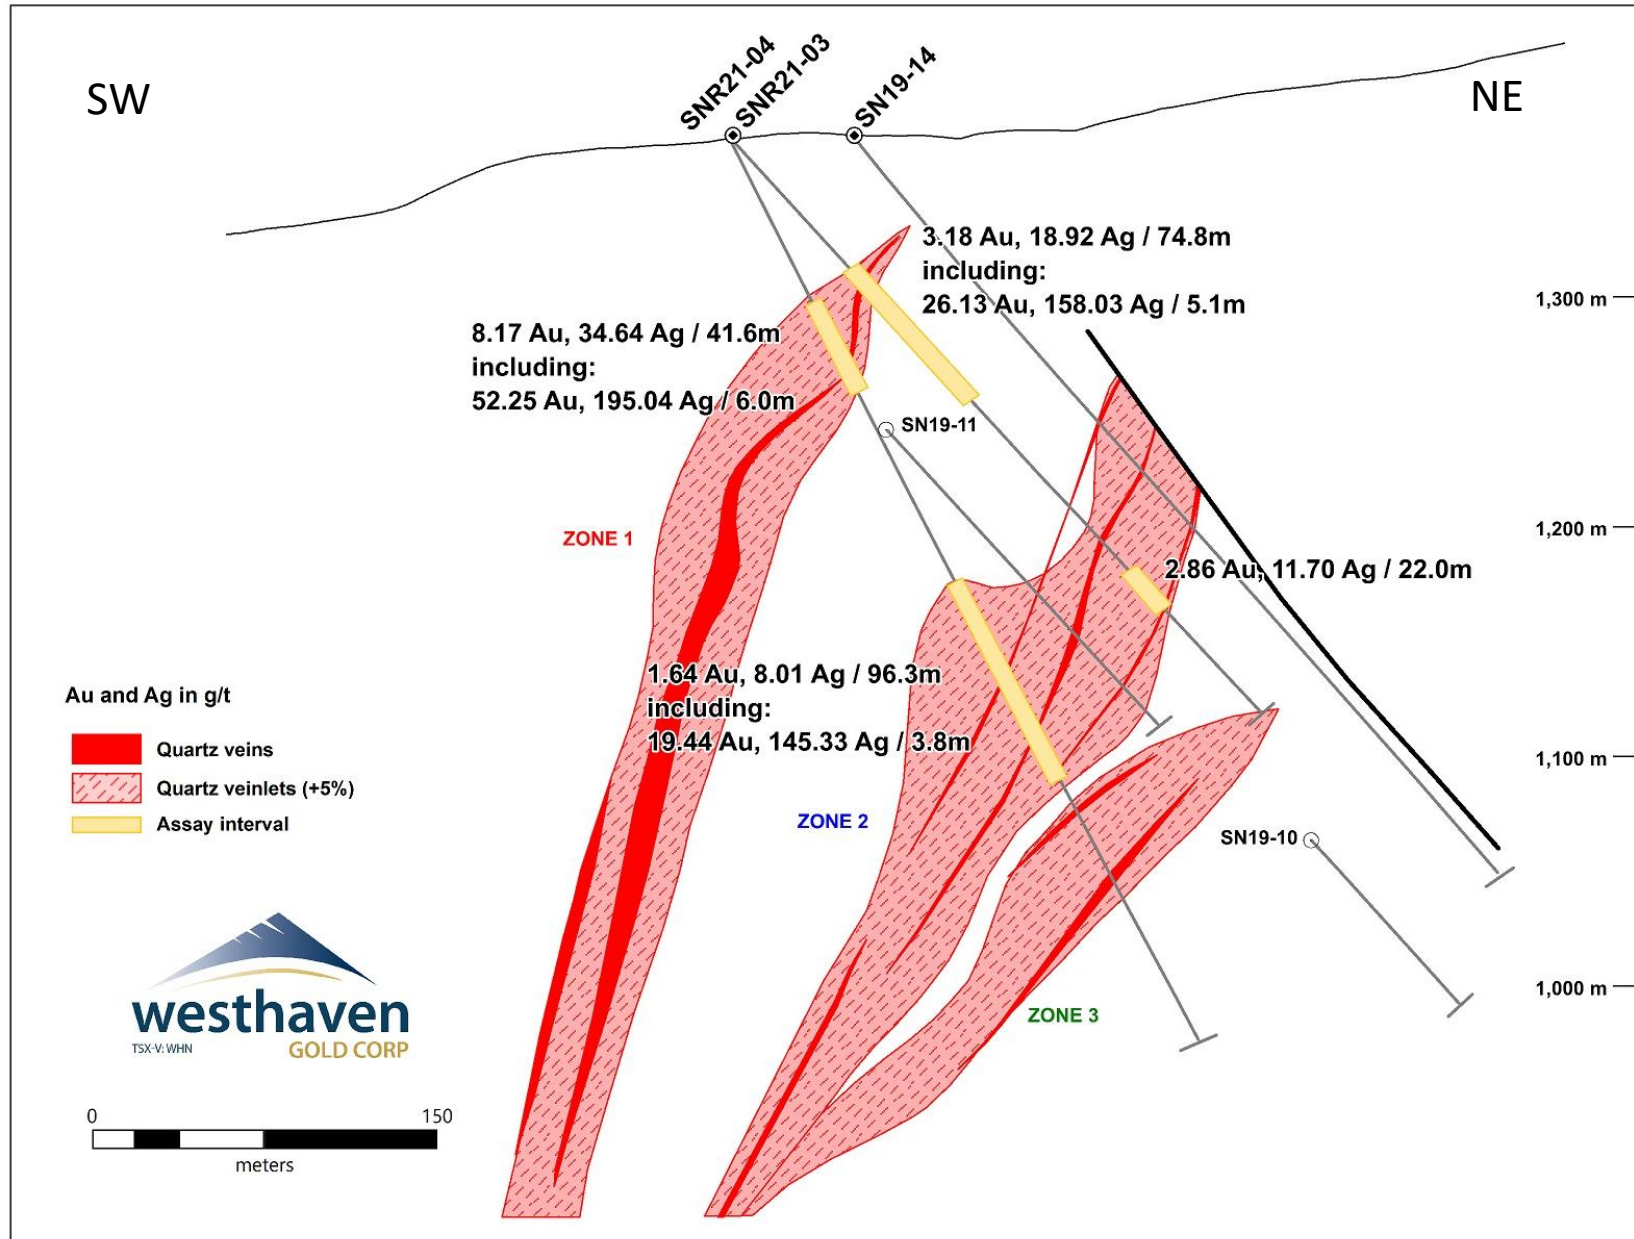 SW
NE
SNR21-04
SNR21-03
SN19-14
3.18 Au, 18.92 Ag / 74.8m
including:
26.13 Au, 158.03 Ag / 5.1m
1,300 m
8.17 Au, 34.64 Ag / 41.6m
including:
52.25 Au, 195.04 Ag / 6.0m
SN19-11
1,200 m
ZONE 1
2.86 Au, 11.70 Ag / 22.0m
1.64 Au, 8.01 Ag / 96.3m
including:
19.44 Au, 145.33 Ag / 3.8m
1,100 m
Au and Ag in g/t
Quartz veins
Quartz veinlets (+5%)
Assay interval
ZONE 2
SN19-10
1,000 m
ZONE 3
westhaven
TSX-V: WHN
GOLD CORP
0 150
meters